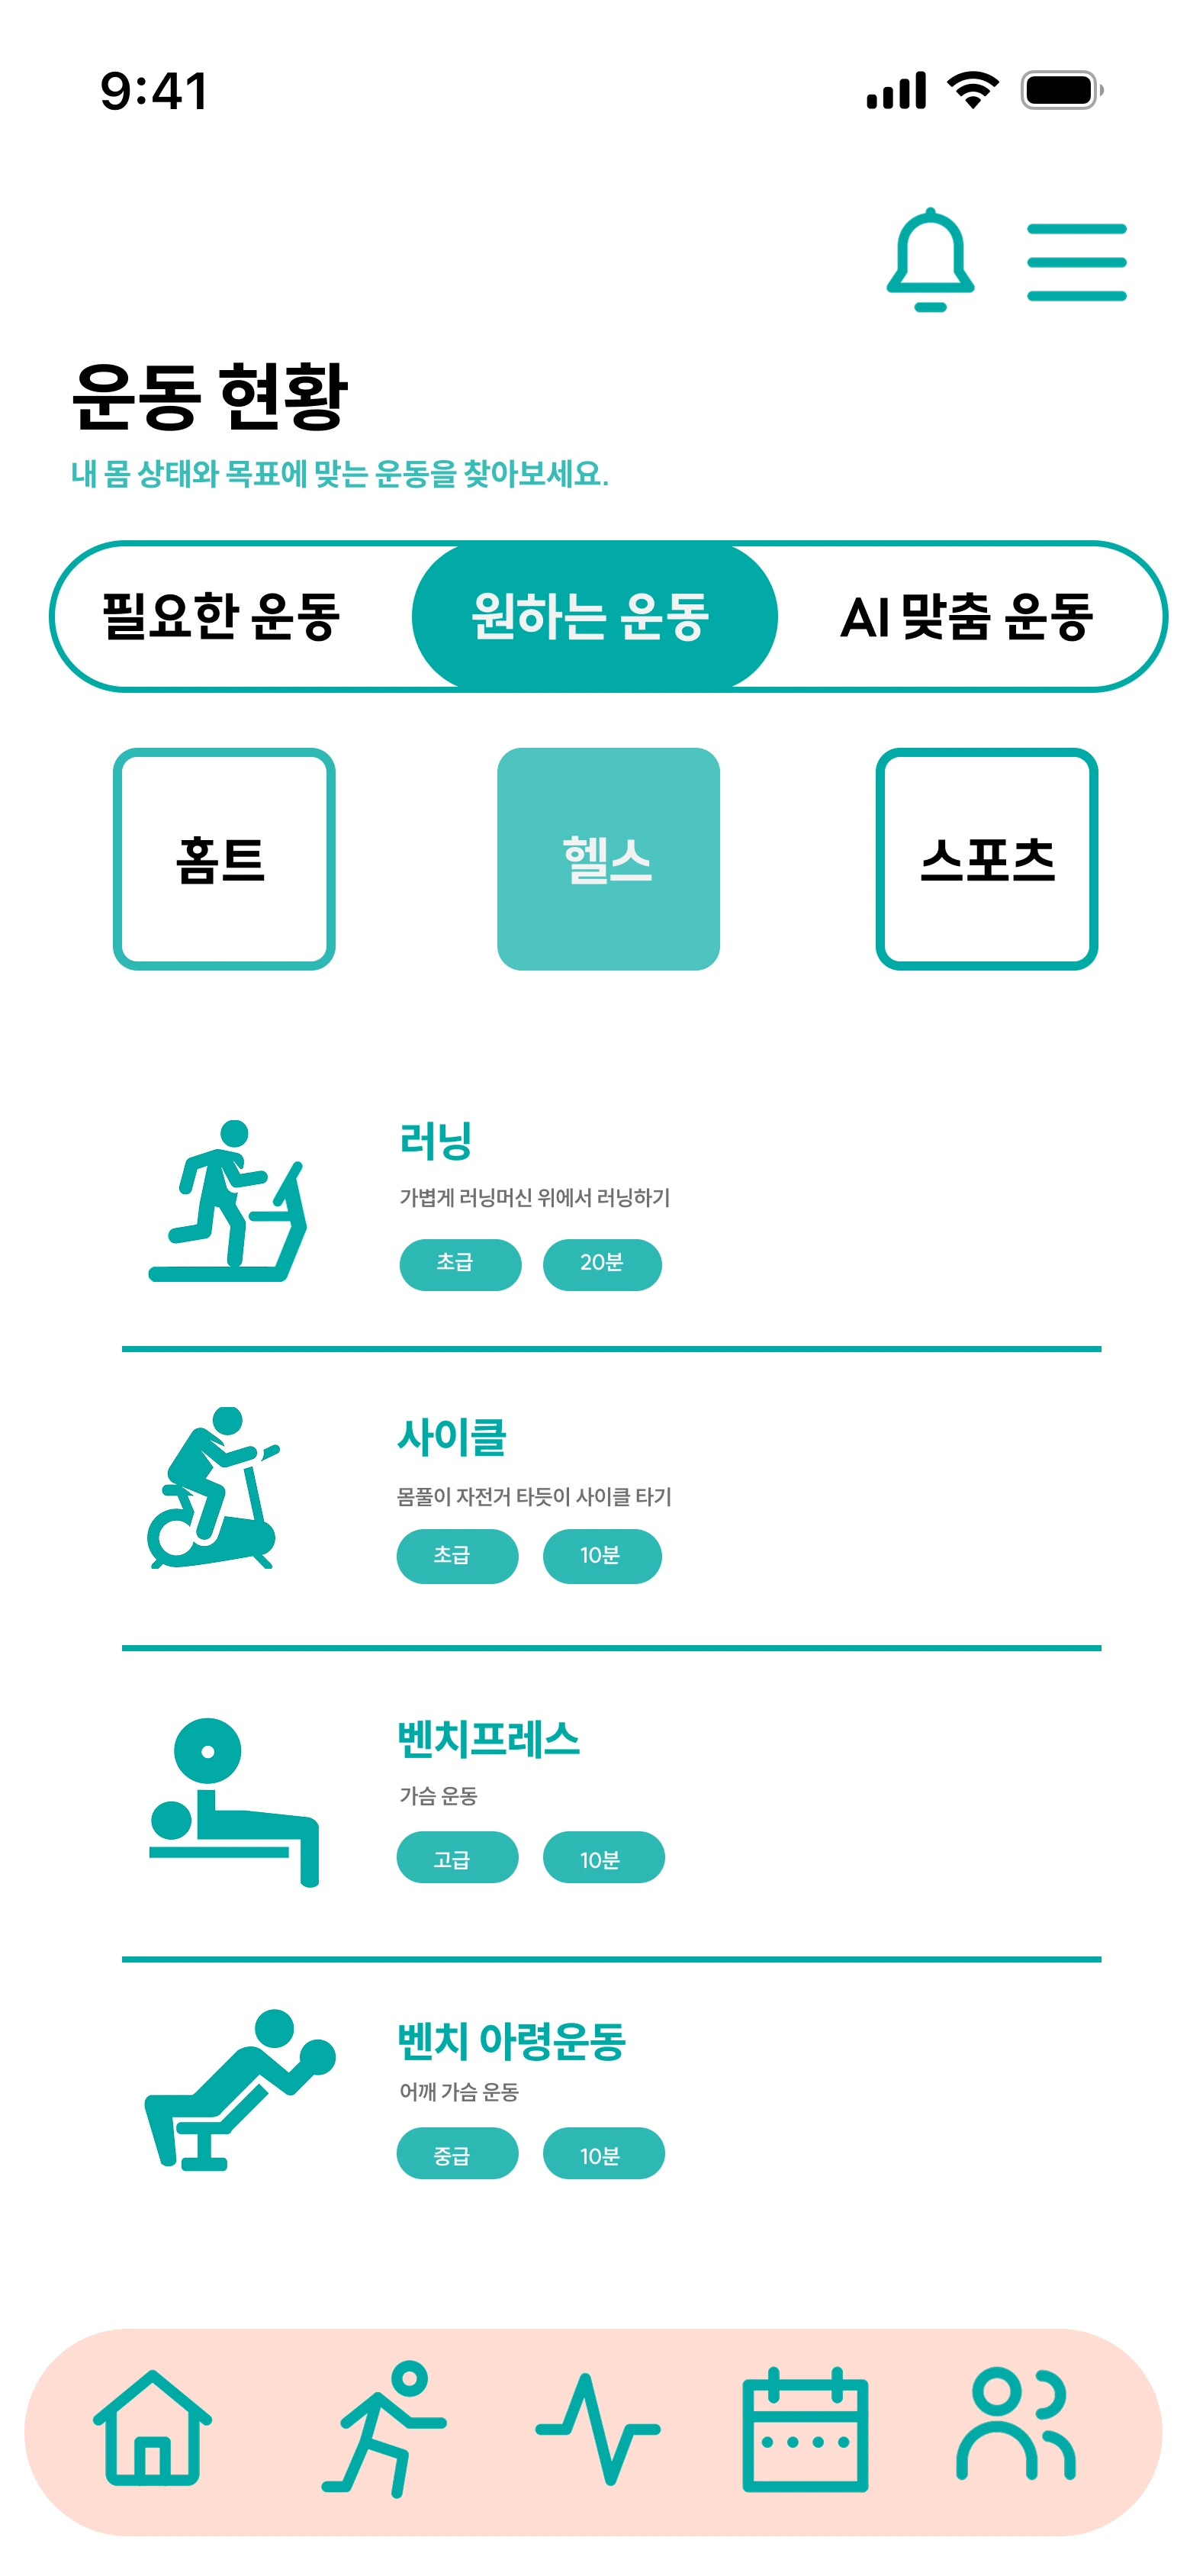 9:41
운동 현황
내 몸 상태와 목표에 맞는 운동을 찾아보세요.
필요한 운동 원하는 운동 AI 맞춤 운동
홈트 헬스 스포츠
러닝
가볍게 러닝머신 위에서 러닝하기
초급 20분
사이클
몸풀이 자전거 타듯이 사이클 타기
초급 10분
벤치프레스
가슴 운동
고급 10분
벤치 아령운동
어깨 가슴 운동
중급 10분